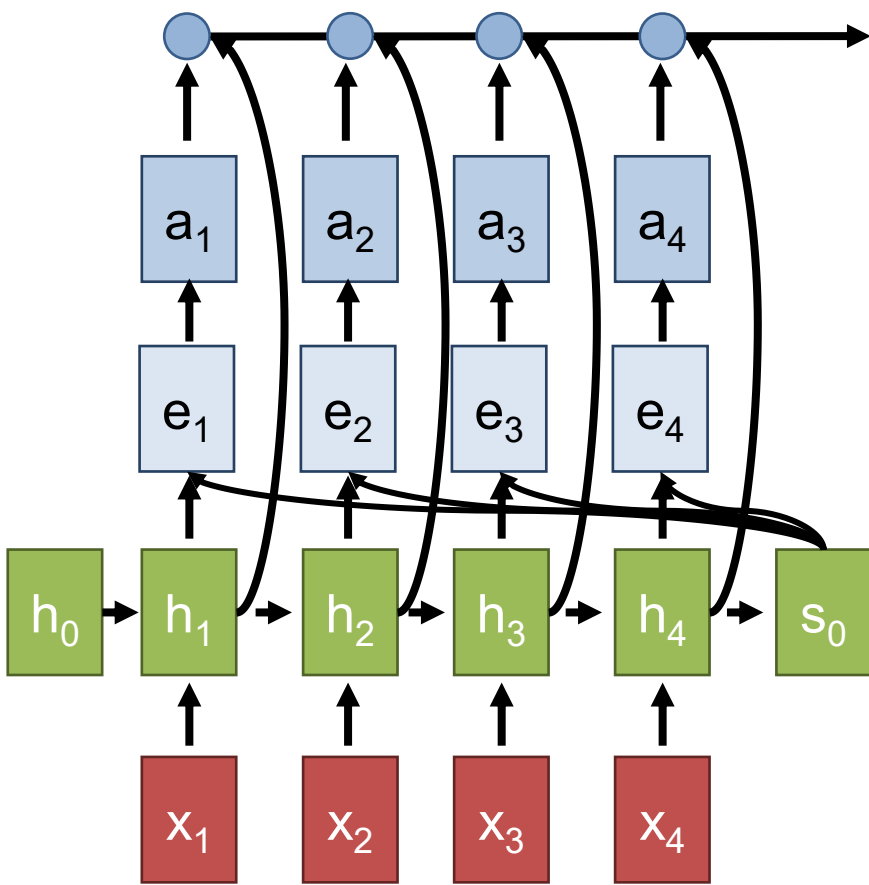 a₁ a₂ a₃ a₄
e₁ e₂ e₃ e₄
h₀ h₁ h₂ h₃ h₄ s₀
x₁ x₂ x₃ x₄